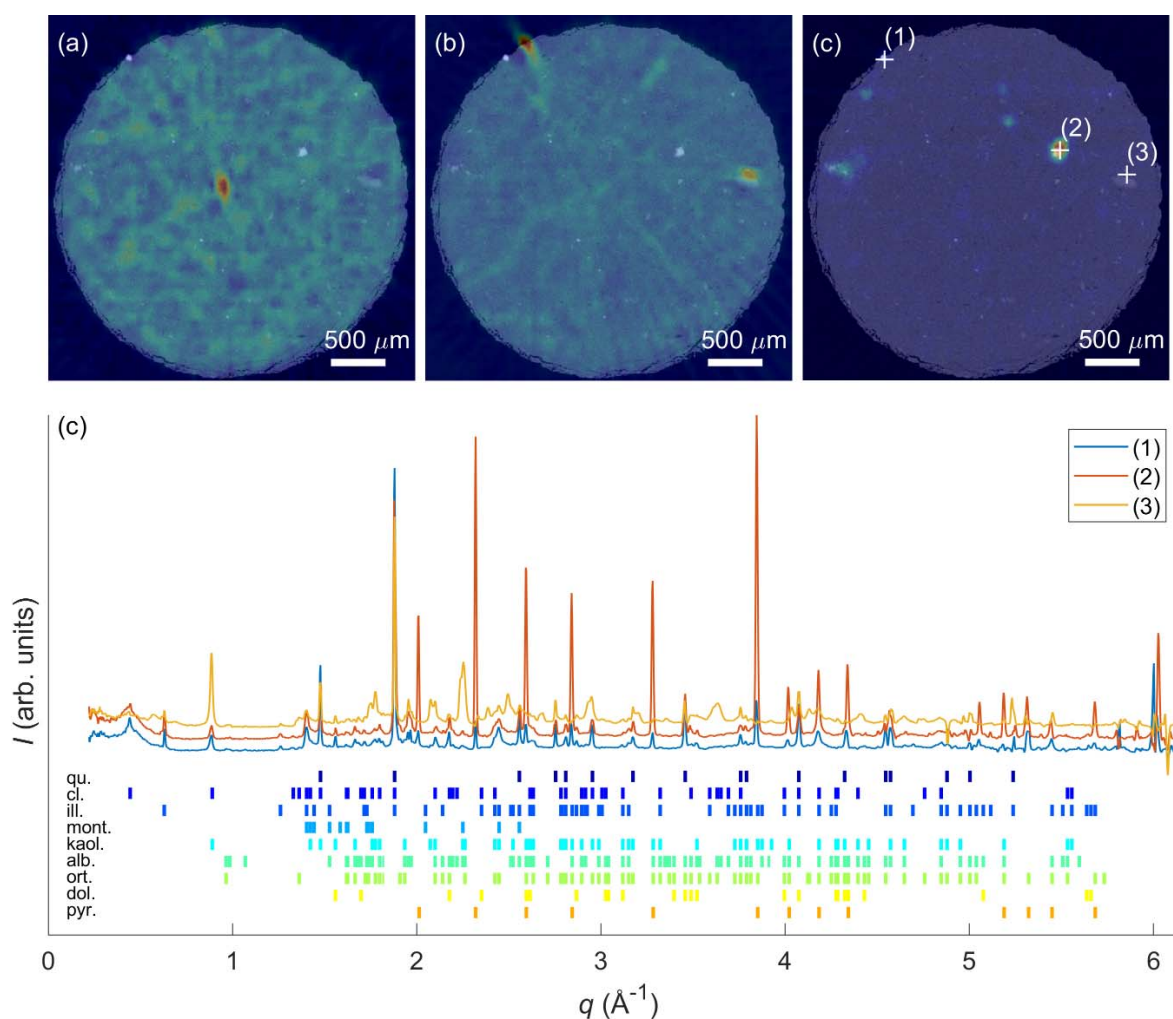 (a)
500 μm
(b)
500 μm
(c)
(1)
(2)
(3)
500 μm
(c)
(1)
(2)
(3)
I (arb. units)
qu.
cl.
ill.
mont.
kaol.
alb.
ort.
dol.
pyr.
0 1 2 3 4 5 6
q (Å⁻¹)